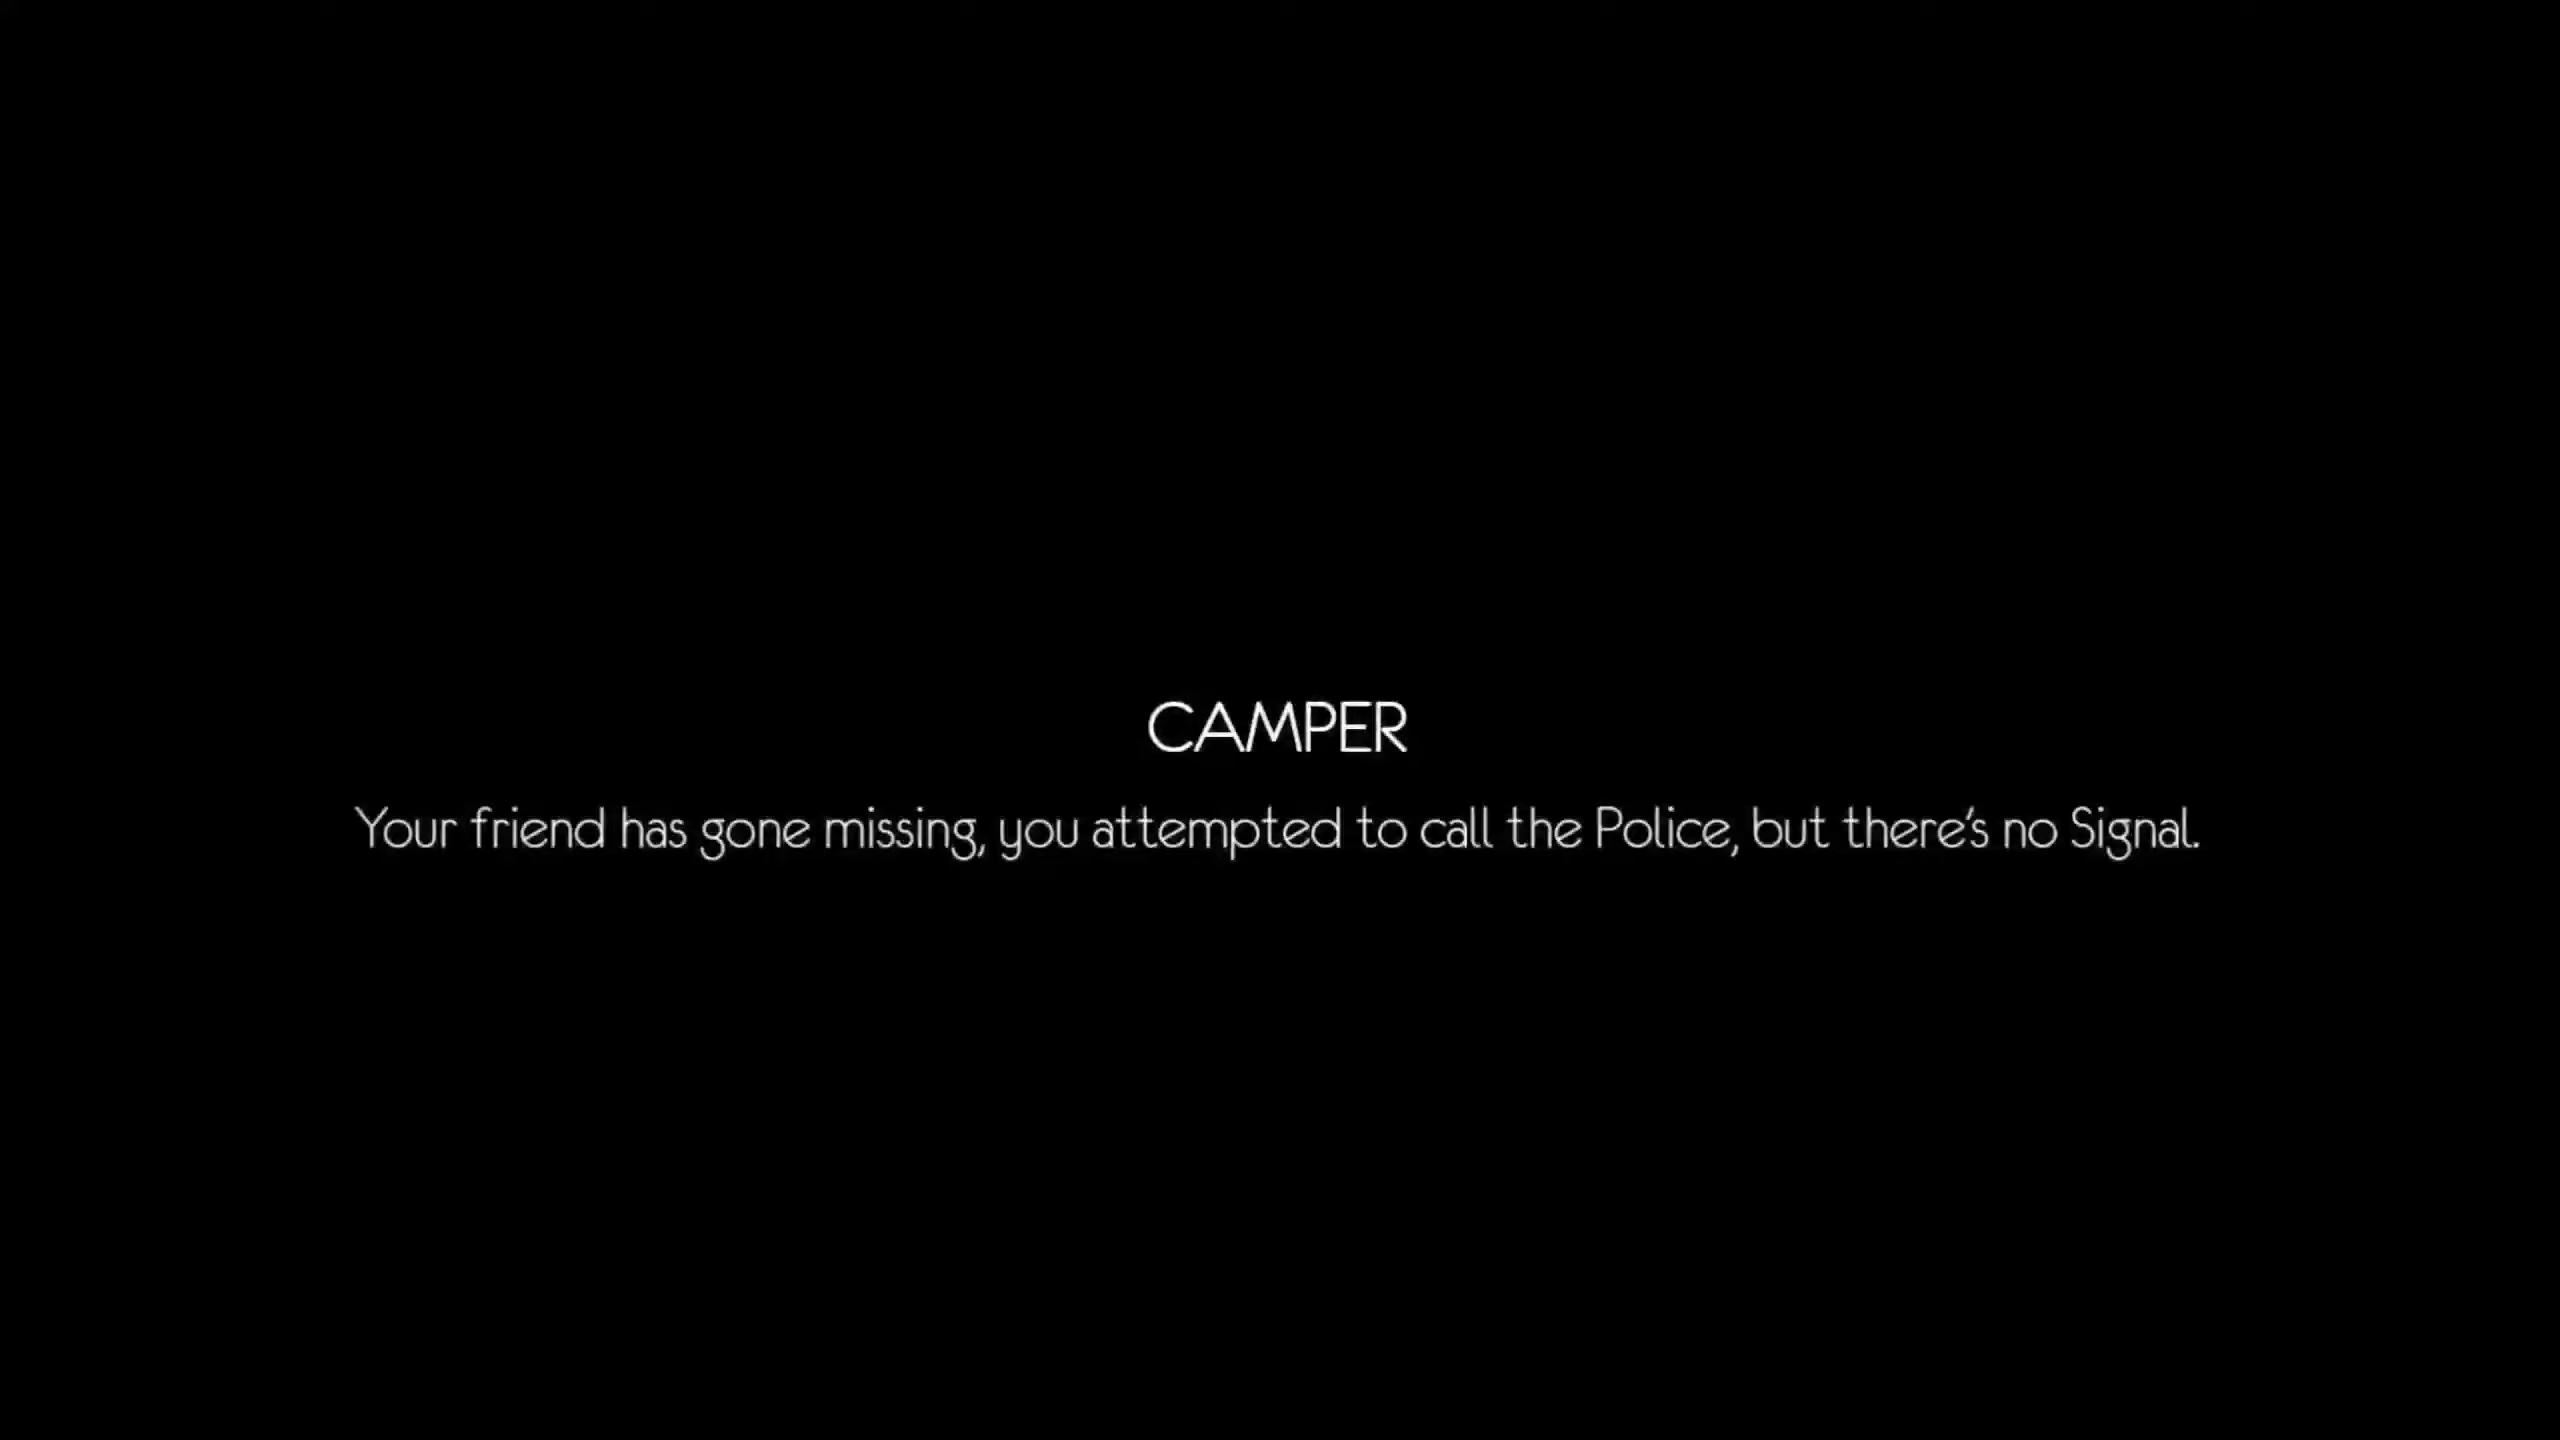 CAMPER
Your friend has gone missing, you attempted to call the Police, but there's no Signal.